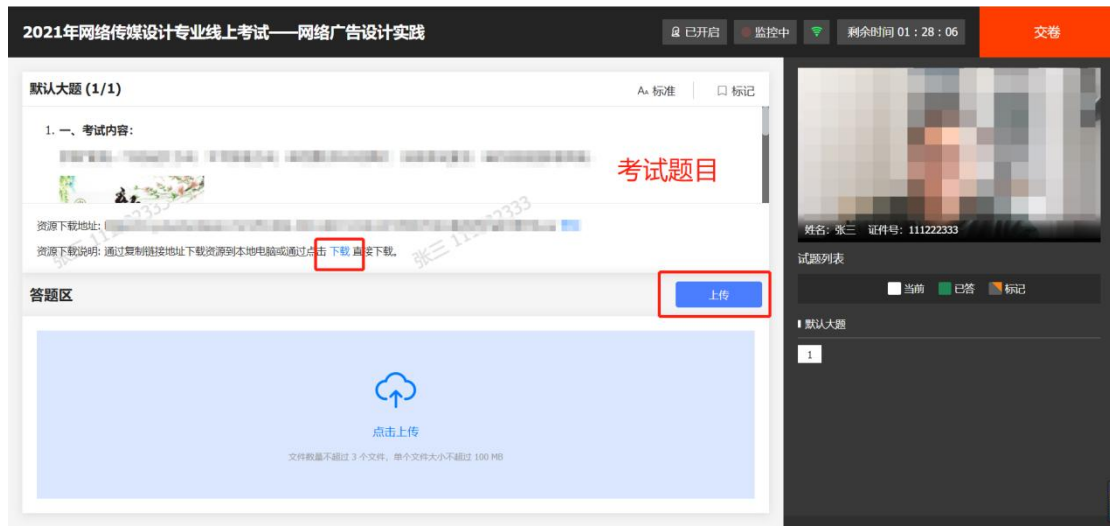 2021年网络传媒设计专业线上考试——网络广告设计实践
已开启 监控中 剩余时间 01:28:06 交卷
默认大题 (1/1) A 标准 标记
1. 一、考试内容:
考试题目
资源下载地址:
资源下载说明: 通过复制链接地址下载资源到本地电脑或通过点击 下载 直接下载。
张三 111222333
张三 111222333
答题区 上传
点击上传
文件数量不超过 3 个文件，单个文件大小不超过 100 MB
姓名: 张三 证件号: 111222333
试题列表
当前 已答 标记
默认大题
1